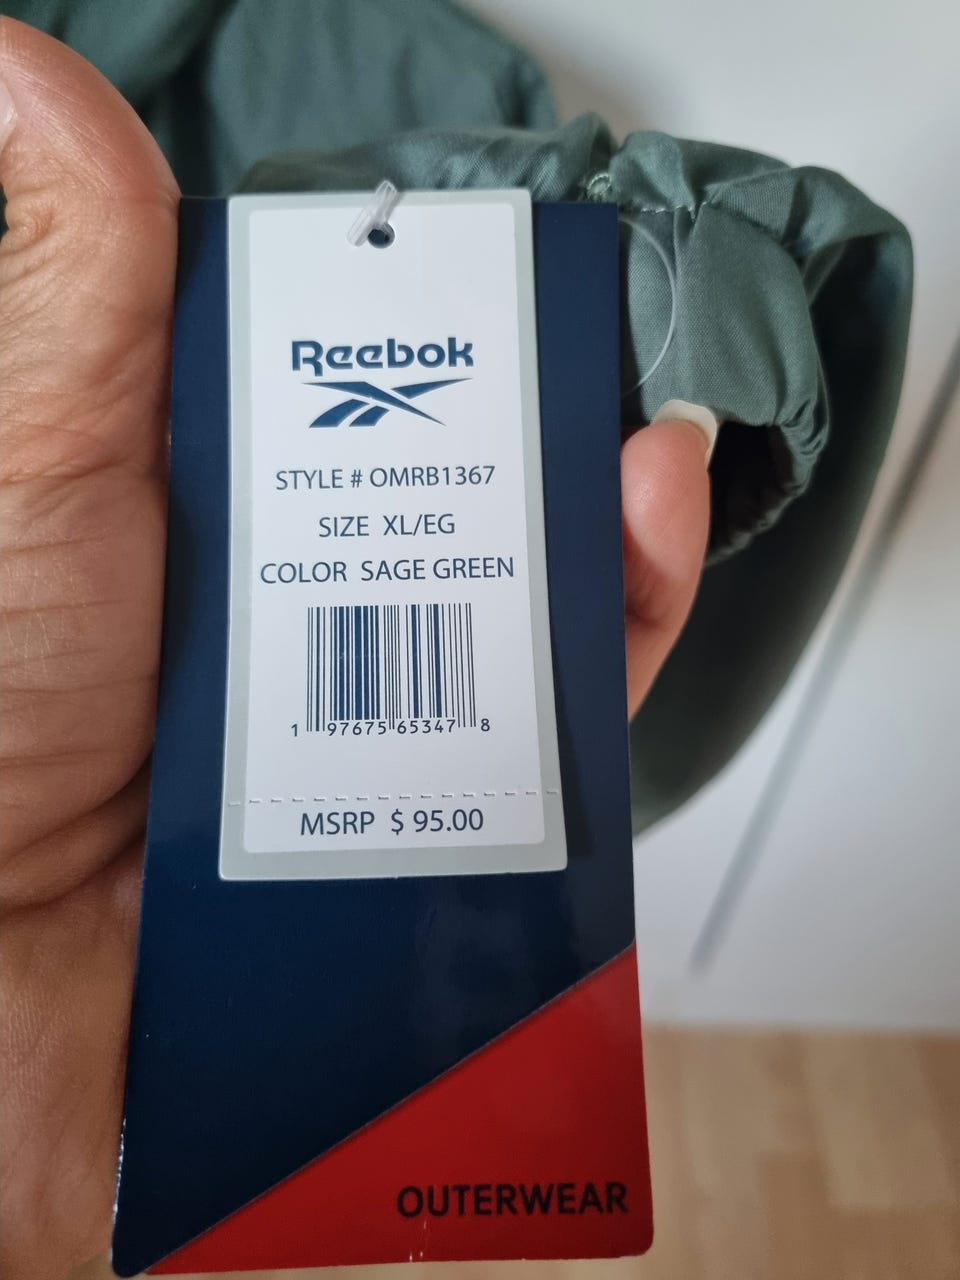 Reebok
STYLE # OMRB1367
SIZE XL/EG
COLOR SAGE GREEN
1 97675 65347 8
MSRP $ 95.00
OUTERWEAR